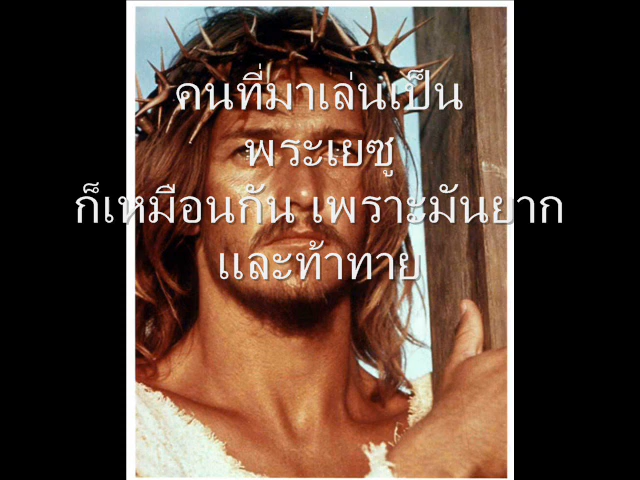 คนที่มาเล่นเป็น
พระเยซู
ก็เหมือนกัน เพราะมันยาก
และท้าทาย